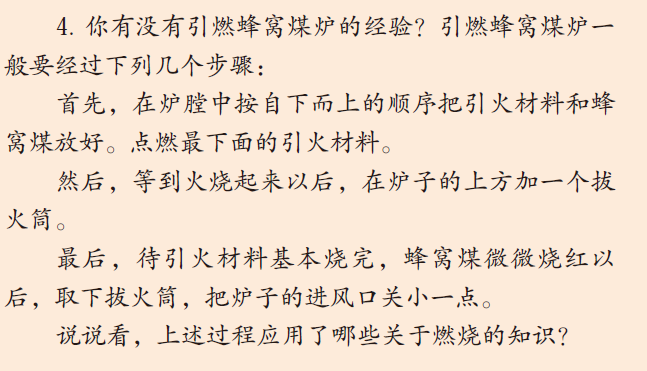 4. 你有没有引燃蜂窝煤炉的经验？引燃蜂窝煤炉一
般要经过下列几个步骤：
首先，在炉膛中按自下而上的顺序把引火材料和蜂
窝煤放好。点燃最下面的引火材料。
然后，等到火烧起来以后，在炉子的上方加一个拔
火筒。
最后，待引火材料基本烧完，蜂窝煤微微烧红以
后，取下拔火筒，把炉子的进风口关小一点。
说说看，上述过程应用了哪些关于燃烧的知识？